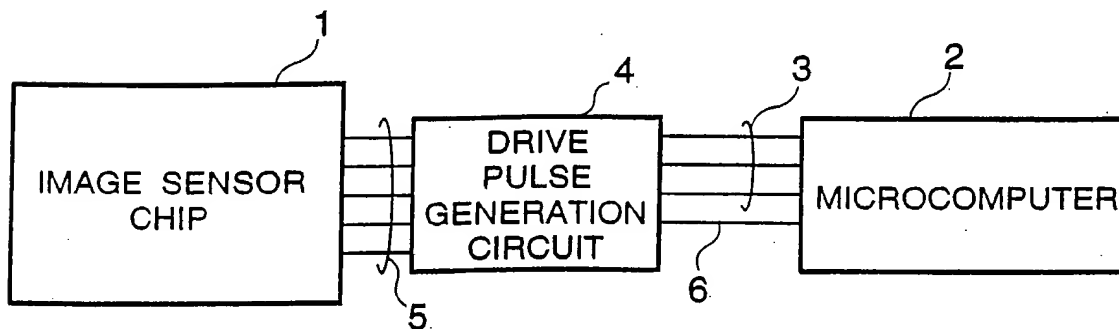 1
IMAGE SENSOR
CHIP
5
4
DRIVE
PULSE
GENERATION
CIRCUIT
3
6
2
MICROCOMPUTER